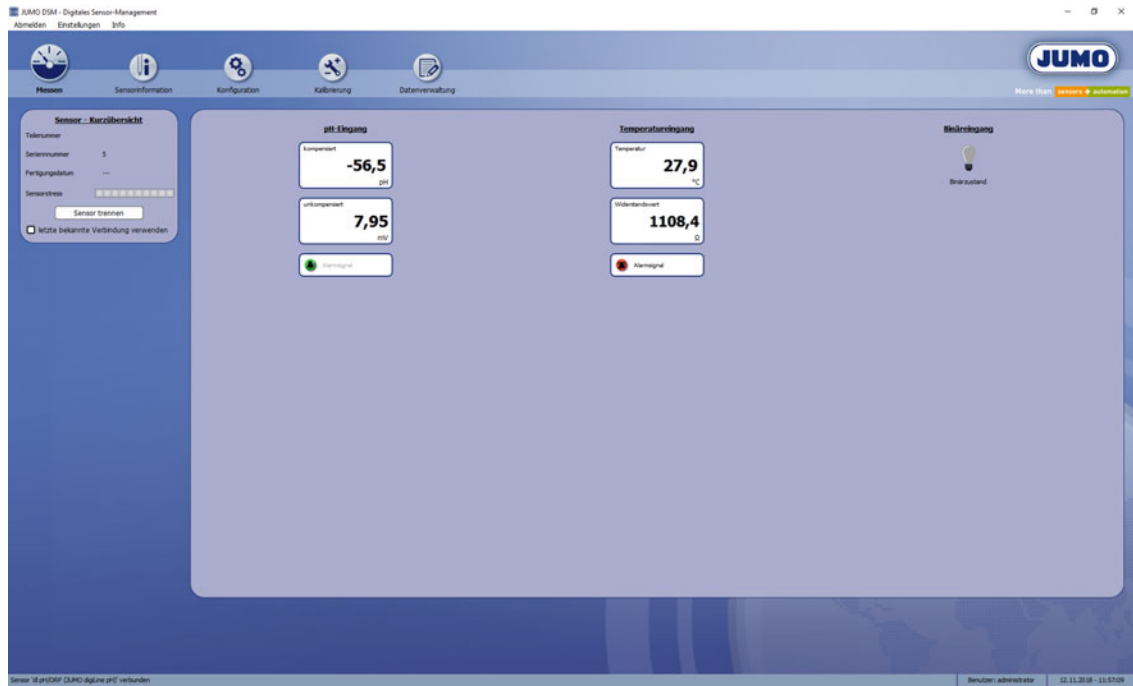 JUMO DSM - Digitales Sensor-Management
Abmelden Einstellungen Info
JUMO
Messen Sensorinformation Konfiguration Kalibrierung Datenverwaltung
More than sensors + automation
Sensor - Kurzübersicht
Teilenummer
Seriennummer 5
Fertigungsdatum ---
Sensorstress
Sensor trennen
letzte bekannte Verbindung verwenden
pH-Eingang
kompensiert
-56,5
pH
unkompensiert
7,95
mV
Alarmsignal
Temperatureingang
Temperatur
27,9
°C
Widerstandswert
1108,4
Ω
Alarmsignal
Binäreingang
Binärzustand
Sensor 'dl pH/ORP (JUMO digiLine pH)' verbunden
Benutzer: administrator 12.11.2018 - 11:57:09